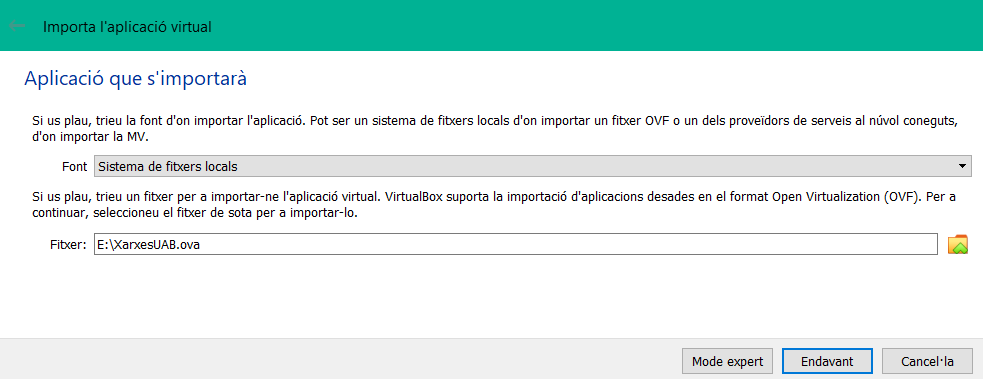 Importa l'aplicació virtual
Aplicació que s'importarà
Si us plau, trieu la font d'on importar l'aplicació. Pot ser un sistema de fitxers locals d'on importar un fitxer OVF o un dels proveïdors de serveis al núvol coneguts,
d'on importar la MV.
Font Sistema de fitxers locals
Si us plau, trieu un fitxer per a importar-ne l'aplicació virtual. VirtualBox suporta la importació d'aplicacions desades en el format Open Virtualization (OVF). Per a
continuar, seleccioneu el fitxer de sota per a importar-lo.
Fitxer: E:\XarxesUAB.ova
Mode expert Endavant Cancel·la